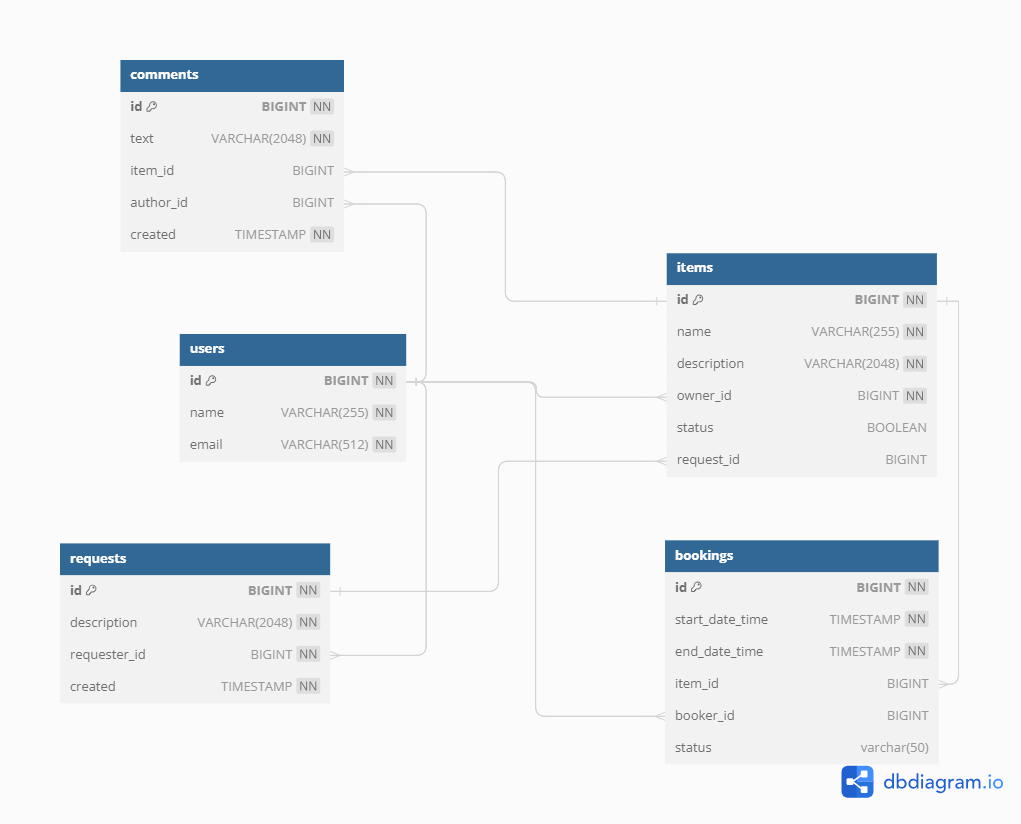 comments
id BIGINT NN
text VARCHAR(2048) NN
item_id BIGINT
author_id BIGINT
created TIMESTAMP NN
users
id BIGINT NN
name VARCHAR(255) NN
email VARCHAR(512) NN
requests
id BIGINT NN
description VARCHAR(2048) NN
requester_id BIGINT NN
created TIMESTAMP NN
items
id BIGINT NN
name VARCHAR(255) NN
description VARCHAR(2048) NN
owner_id BIGINT NN
status BOOLEAN
request_id BIGINT
bookings
id BIGINT NN
start_date_time TIMESTAMP NN
end_date_time TIMESTAMP NN
item_id BIGINT
booker_id BIGINT
status varchar(50)
dbdiagram.io